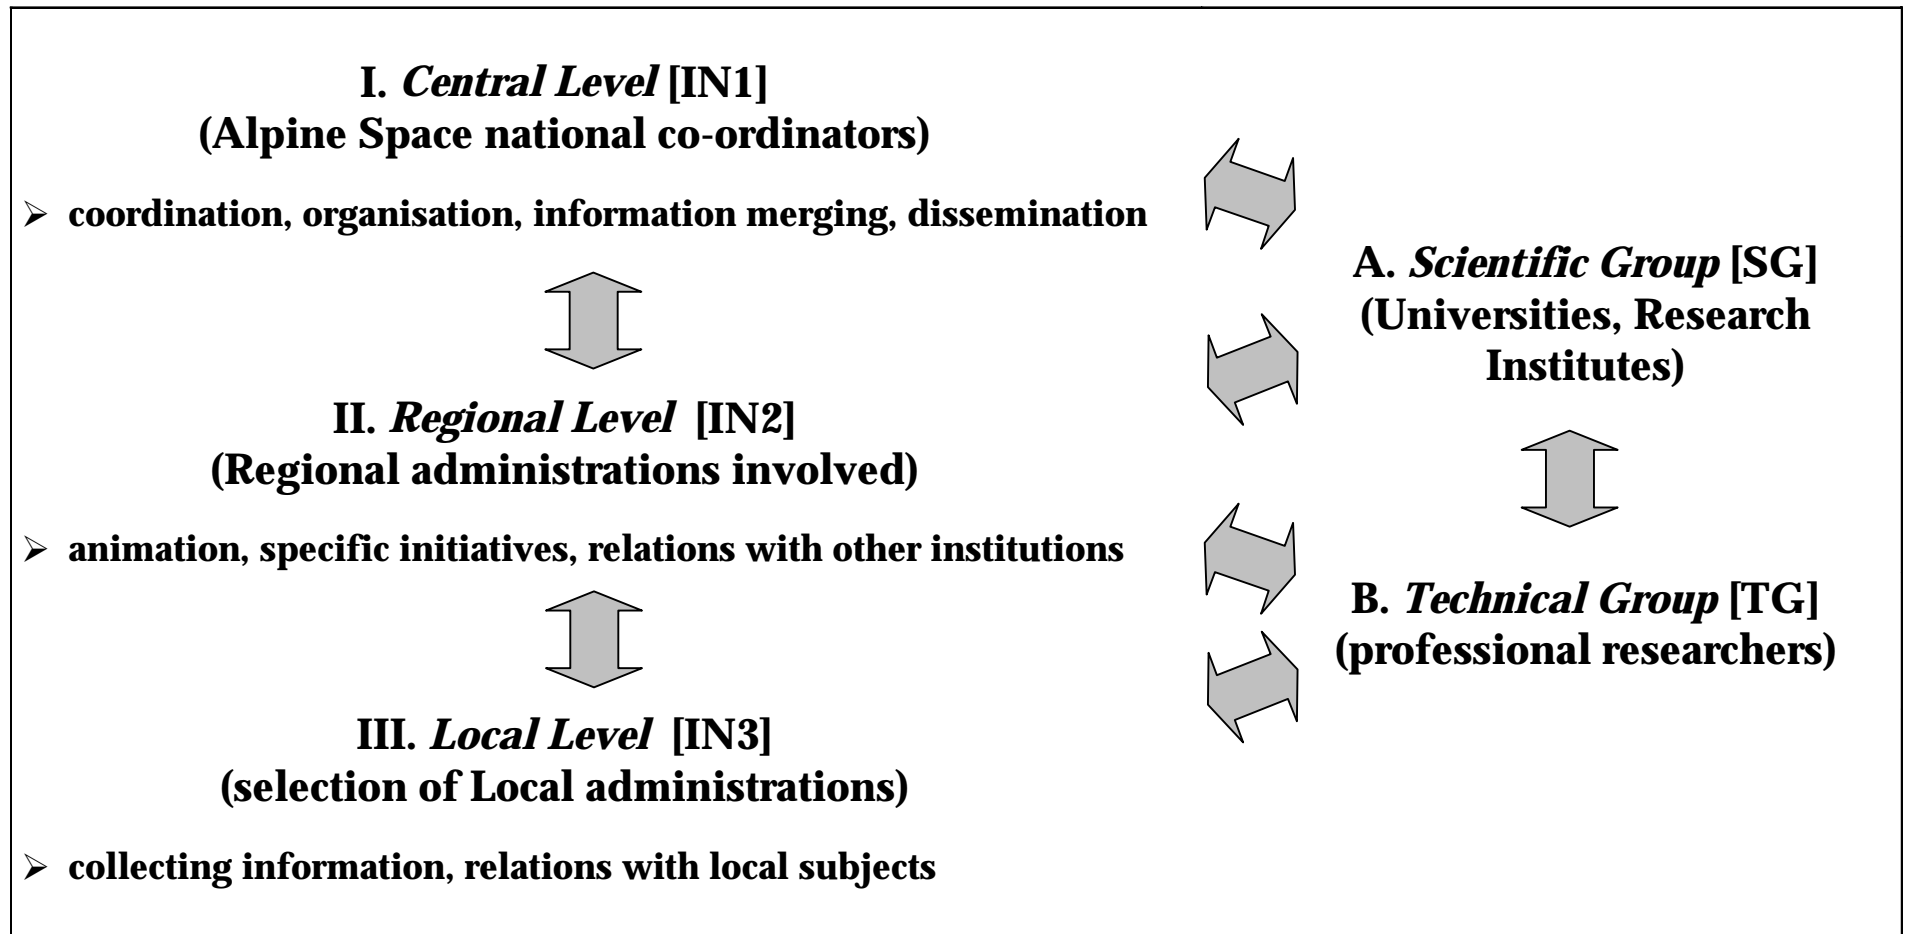 I. Central Level [IN1]
(Alpine Space national co-ordinators)
➢ coordination, organisation, information merging, dissemination
II. Regional Level [IN2]
(Regional administrations involved)
➢ animation, specific initiatives, relations with other institutions
III. Local Level [IN3]
(selection of Local administrations)
➢ collecting information, relations with local subjects
A. Scientific Group [SG]
(Universities, Research
Institutes)
B. Technical Group [TG]
(professional researchers)